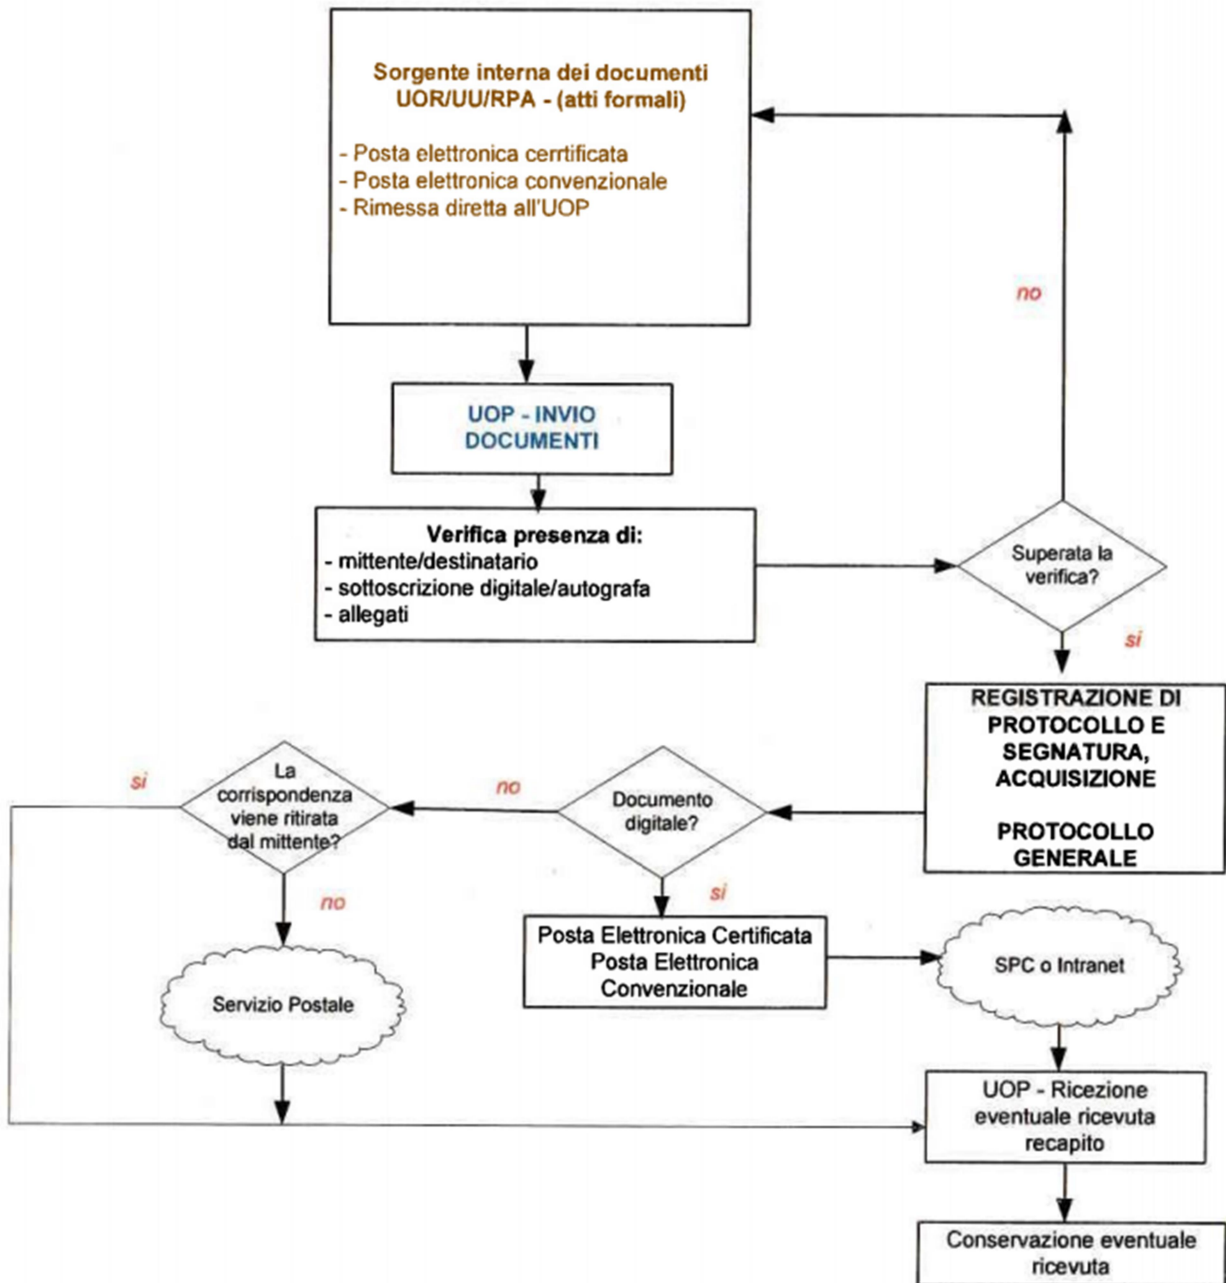 Sorgente interna dei documenti
UOR/UU/RPA - (atti formali)
- Posta elettronica cerrtificata
- Posta elettronica convenzionale
- Rimessa diretta all'UOP
no
UOP - INVIO
DOCUMENTI
Verifica presenza di:
- mittente/destinatario
- sottoscrizione digitale/autografa
- allegati
Superata la
verifica?
si
REGISTRAZIONE DI
PROTOCOLLO E
SEGNATURA,
ACQUISIZIONE
PROTOCOLLO
GENERALE
Documento
digitale?
no
La
corrispondenza
viene ritirata
dal mittente?
si
no
si
Posta Elettronica Certificata
Posta Elettronica
Convenzionale
SPC o Intranet
Servizio Postale
UOP - Ricezione
eventuale ricevuta
recapito
Conservazione eventuale
ricevuta